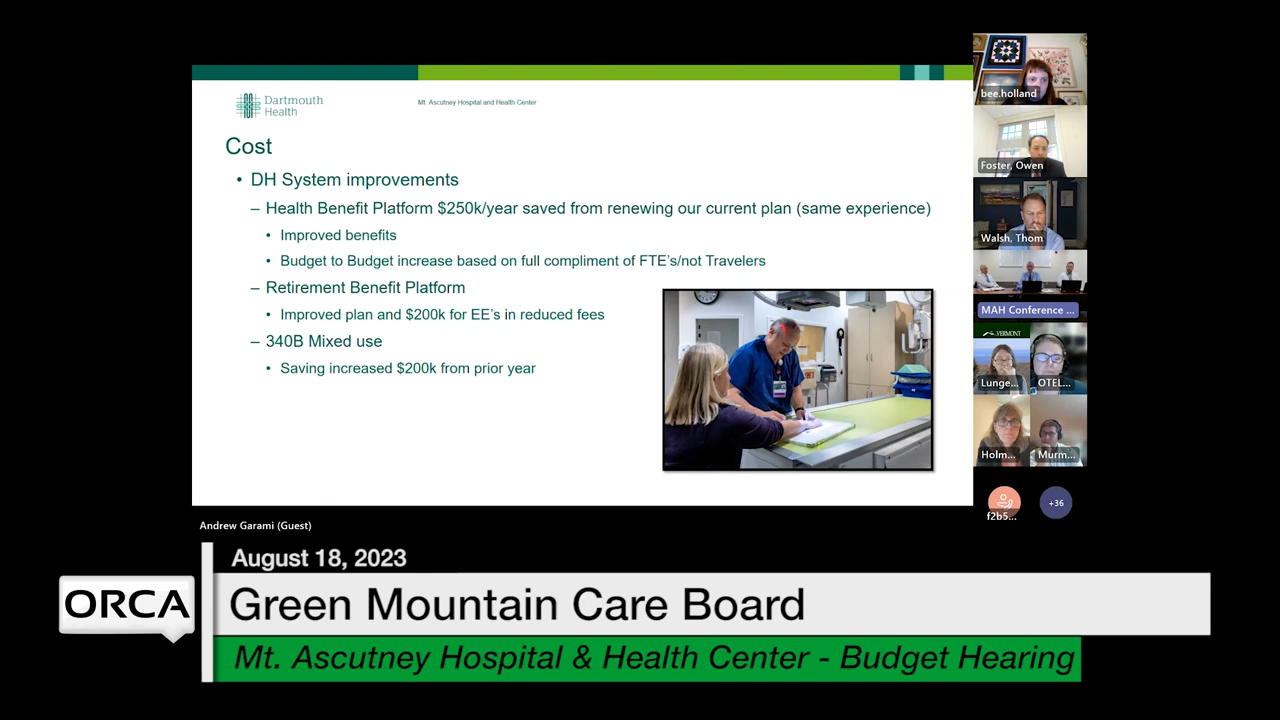 Dartmouth
Health
Mt. Ascutney Hospital and Health Center
Cost
• DH System improvements
– Health Benefit Platform $250k/year saved from renewing our current plan (same experience)
• Improved benefits
• Budget to Budget increase based on full compliment of FTE's/not Travelers
– Retirement Benefit Platform
• Improved plan and $200k for EE's in reduced fees
– 340B Mixed use
• Saving increased $200k from prior year
bee.holland
Foster, Owen
Walsh, Thom
MAH Conference ...
VERMONT
Lunge... OTEL...
Holm... Murm...
f2b5... +36
Andrew Garami (Guest)
August 18, 2023
ORCA
Green Mountain Care Board
Mt. Ascutney Hospital & Health Center - Budget Hearing